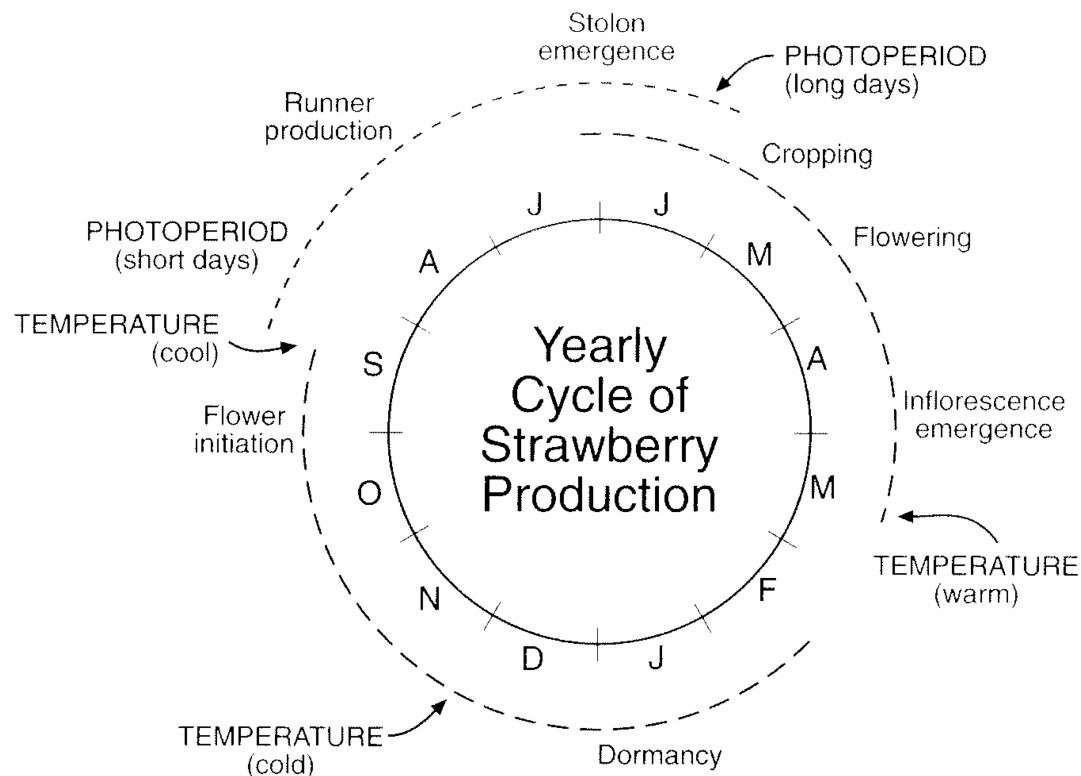 Stolon
emergence
PHOTOPERIOD
(long days)
Runner
production
Cropping
J
J
PHOTOPERIOD
(short days)
A
M
Flowering
TEMPERATURE
(cool)
S
A
Yearly
Cycle of
Strawberry
Production
Flower
initiation
Inflorescence
emergence
O
M
TEMPERATURE
(warm)
N
F
D
J
TEMPERATURE
(cold)
Dormancy